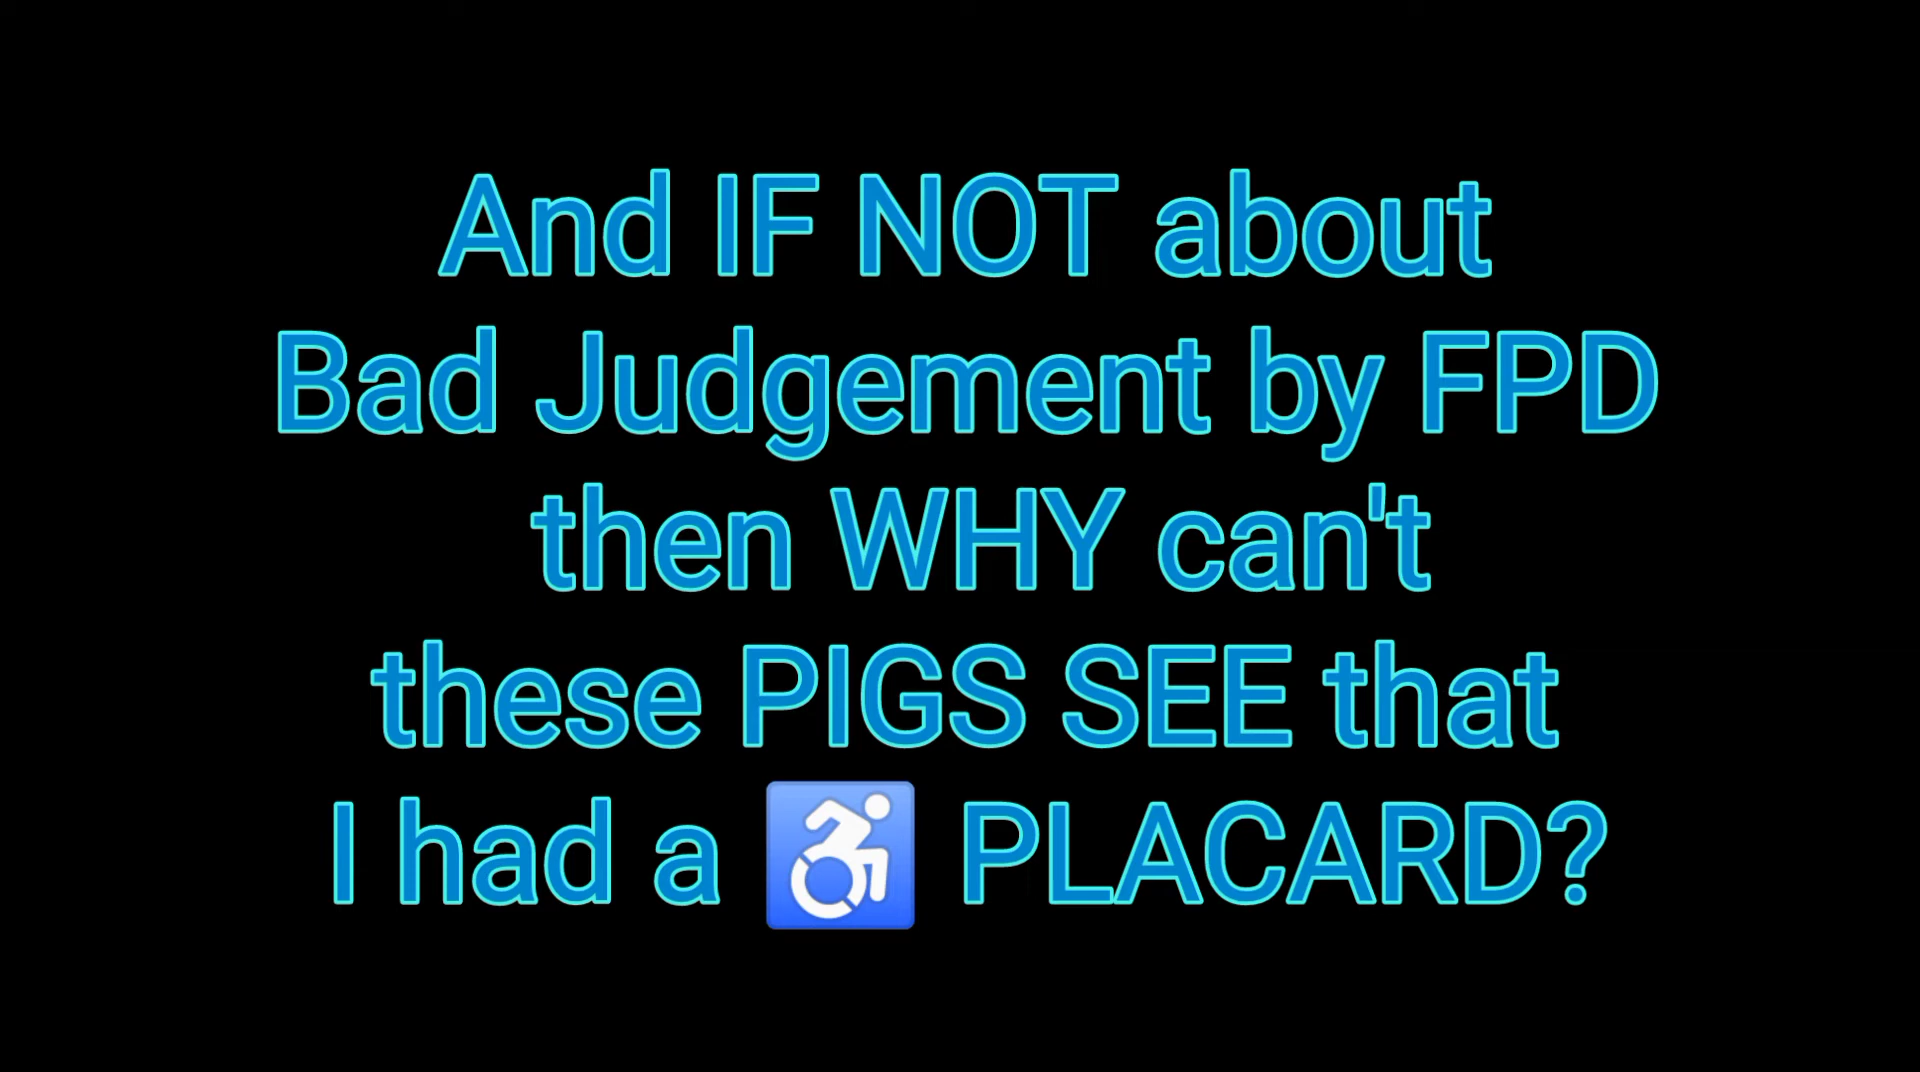 And IF NOT about
Bad Judgement by FPD
then WHY can't
these PIGS SEE that
I had a ♿ PLACARD?